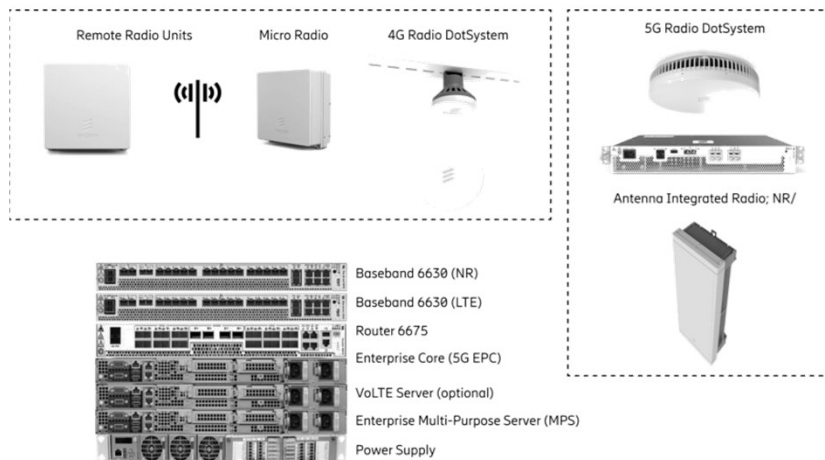 Remote Radio Units
Micro Radio
4G Radio DotSystem
5G Radio DotSystem
Antenna Integrated Radio; NR/
Baseband 6630 (NR)
Baseband 6630 (LTE)
Router 6675
Enterprise Core (5G EPC)
VoLTE Server (optional)
Enterprise Multi-Purpose Server (MPS)
Power Supply